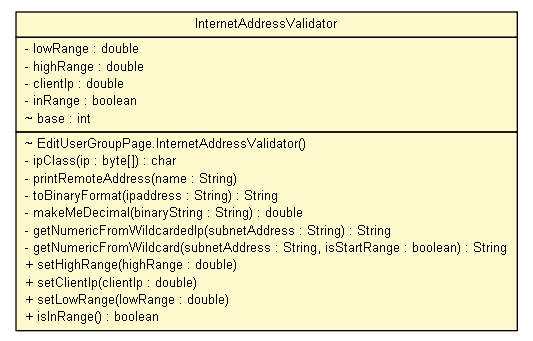 InternetAddressValidator
- lowRange : double
- highRange : double
- clientIp : double
- inRange : boolean
~ base : int
~ EditUserGroupPage.InternetAddressValidator()
- ipClass(ip : byte[]) : char
- printRemoteAddress(name : String)
- toBinaryFormat(ipaddress : String) : String
- makeMeDecimal(binaryString : String) : double
- getNumericFromWildcardedIp(subnetAddress : String) : String
- getNumericFromWildcard(subnetAddress : String, isStartRange : boolean) : String
+ setHighRange(highRange : double)
+ setClientIp(clientIp : double)
+ setLowRange(lowRange : double)
+ isInRange() : boolean